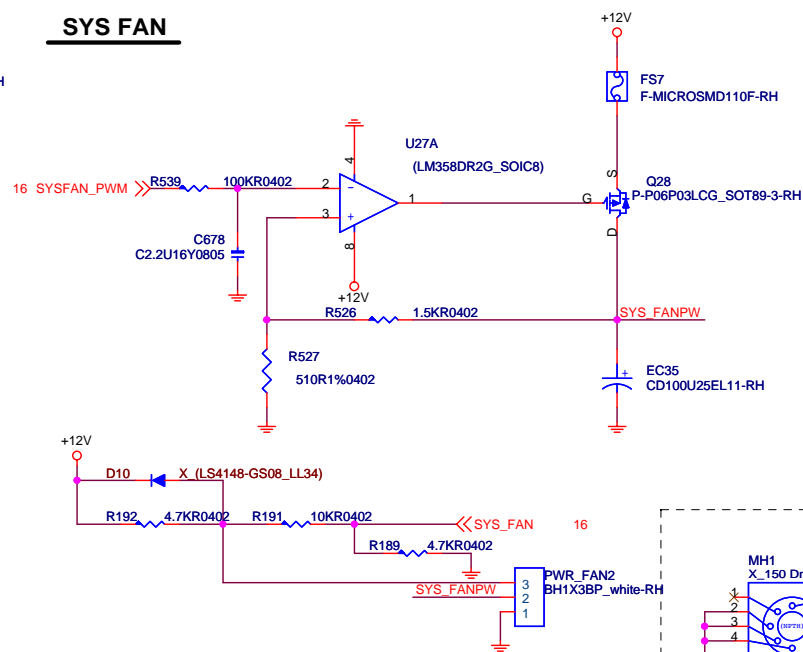 SYS FAN
+12V
H
FS7
F-MICROSMD110F-RH
U27A
(LM358DR2G_SOIC8)
4
S
Q28
P-P06P03LCG_SOT89-3-RH
16 SYSFAN_PWM R539 100KR0402 2 − 1 G
3 +
D
C678
C2.2U16Y0805
8
+12V
R526 1.5KR0402 SYS_FANPW
R527
510R1%0402
+
EC35
CD100U25EL11-RH
+12V
D10 X_(LS4148-GS08_LL34)
R192 4.7KR0402 R191 10KR0402 SYS_FAN 16
R189 4.7KR0402
SYS_FANPW
3
2
1
PWR_FAN2
BH1X3BP_white-RH
MH1
X_150 Dr
1
2
3
4
(NPTH)